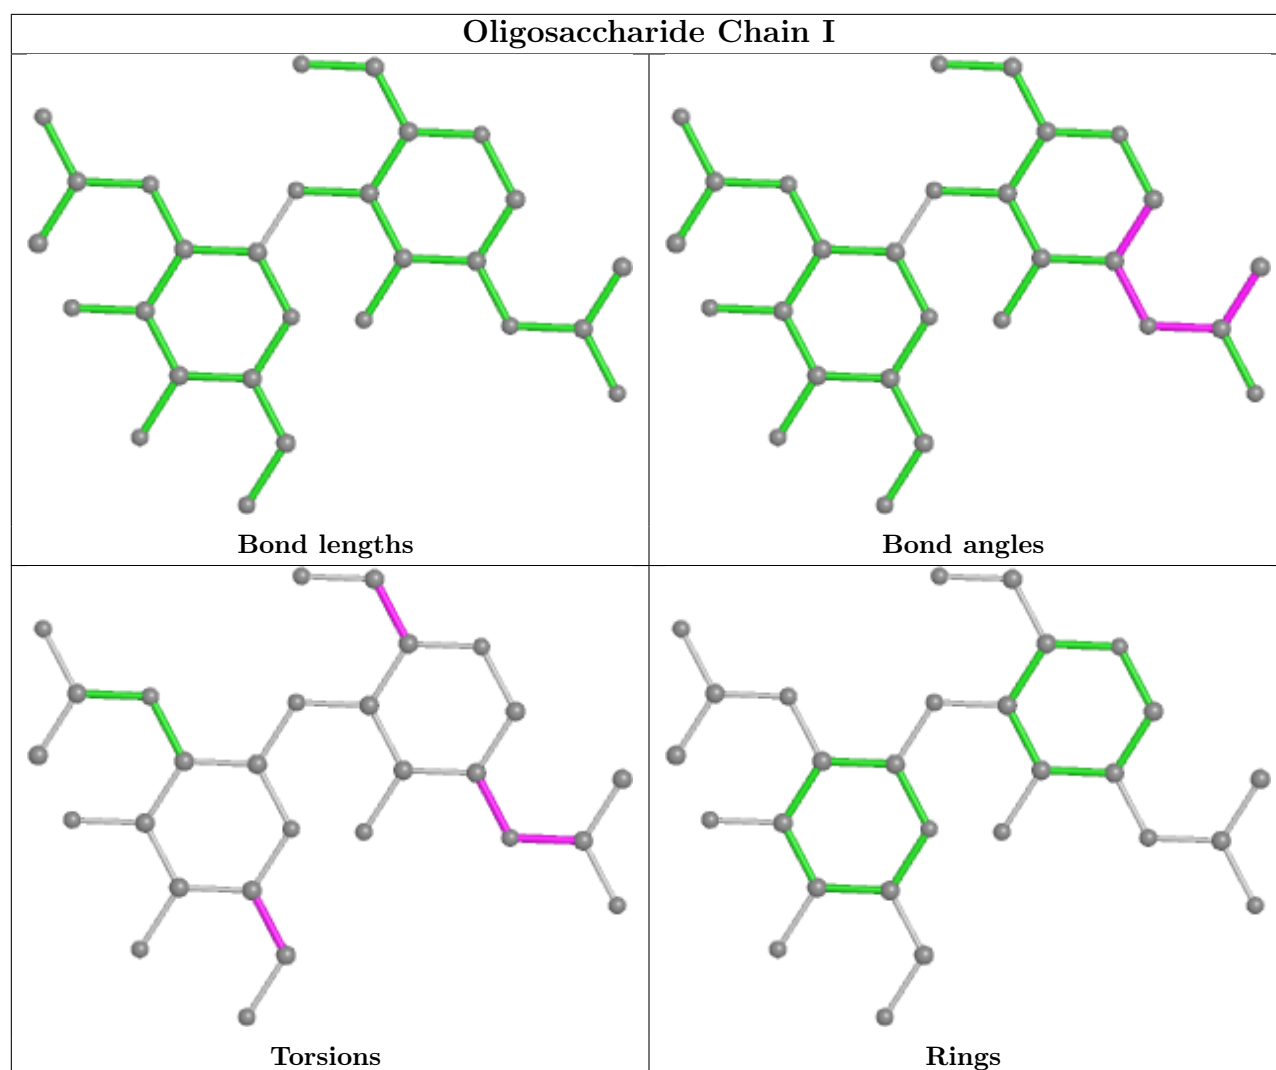 Oligosaccharide Chain I
Bond lengths
Bond angles
Torsions
Rings